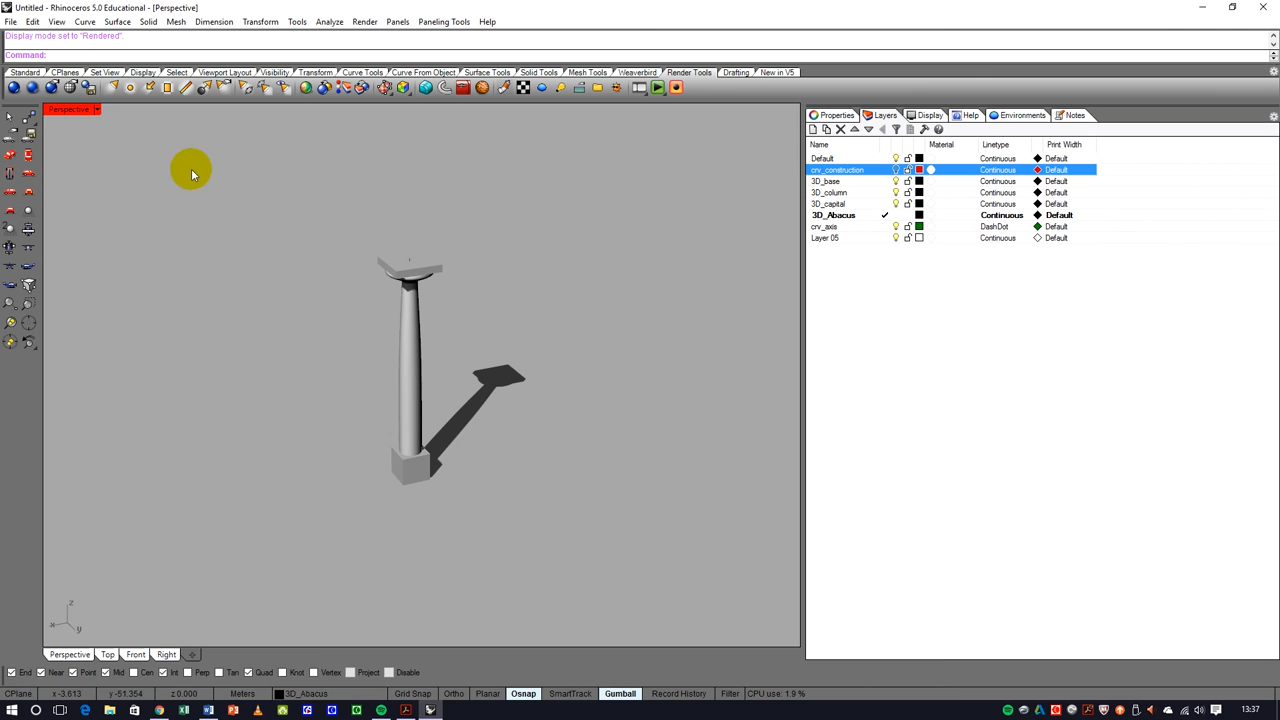 Untitled - Rhinoceros 5.0 Educational - [Perspective]
File Edit View Curve Surface Solid Mesh Dimension Transform Tools Analyze Render Panels Paneling Tools Help
Display mode set to "Rendered".
Command:
Standard CPlanes Set View Display Select Viewport Layout Visibility Transform Curve Tools Curve From Object Surface Tools Solid Tools Mesh Tools Weaverbird Render Tools Drafting New in V5
Perspective
Properties Layers Display Help Environments Notes
Name Material Linetype Print Width
Default Continuous Default
crv_construction Continuous Default
3D_base Continuous Default
3D_column Continuous Default
3D_capital Continuous Default
3D_Abacus Continuous Default
crv_axis DashDot Default
Layer 05 Continuous Default
z
x
y
Perspective Top Front Right
End Near Point Mid Cen Int Perp Tan Quad Knot Vertex Project Disable
CPlane x -3.613 y -51.354 z 0.000 Meters 3D_Abacus Grid Snap Ortho Planar Osnap SmartTrack Gumball Record History Filter CPU use: 1.9 %
13:37